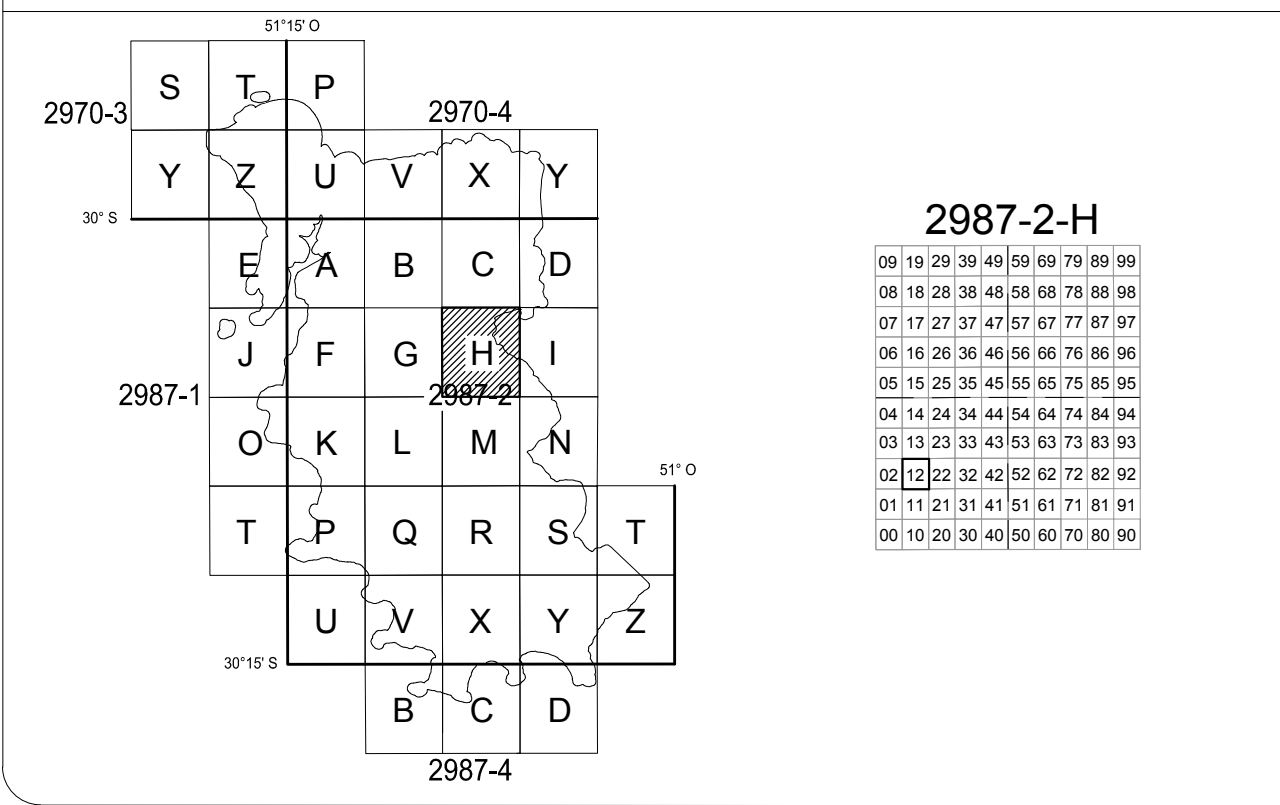 51°15' O
S T P
2970-3 2970-4
Y Z U V X Y
30° S
E A B C D
J F G H I
2987-1 2987-2
O K L M N
51° O
T P Q R S T
U V X Y Z
30°15' S
B C D
2987-4
2987-2-H
09 19 29 39 49 59 69 79 89 99
08 18 28 38 48 58 68 78 88 98
07 17 27 37 47 57 67 77 87 97
06 16 26 36 46 56 66 76 86 96
05 15 25 35 45 55 65 75 85 95
04 14 24 34 44 54 64 74 84 94
03 13 23 33 43 53 63 73 83 93
02 12 22 32 42 52 62 72 82 92
01 11 21 31 41 51 61 71 81 91
00 10 20 30 40 50 60 70 80 90